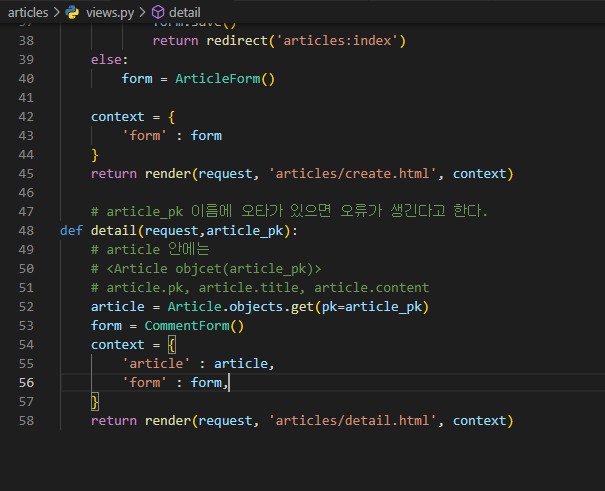 articles > views.py > detail
37 form.save()
38 return redirect('articles:index')
39 else:
40 form = ArticleForm()
41
42 context = {
43 'form' : form
44 }
45 return render(request, 'articles/create.html', context)
46
47 # article_pk 이름에 오타가 있으면 오류가 생긴다고 한다.
48 def detail(request,article_pk):
49 # article 안에는
50 # <Article objcet(article_pk)>
51 # article.pk, article.title, article.content
52 article = Article.objects.get(pk=article_pk)
53 form = CommentForm()
54 context = {
55 'article' : article,
56 'form' : form,
57 }
58 return render(request, 'articles/detail.html', context)